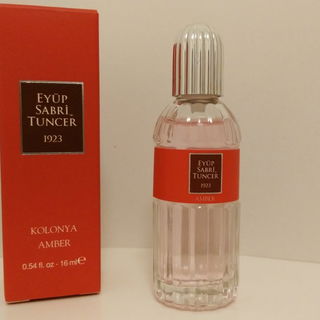 EYÜP
SABRİ
TUNCER
1923
KOLONYA
AMBER
0.54 fl. oz - 16 ml ℮
EYÜP
SABRİ
TUNCER
1923
AMBER